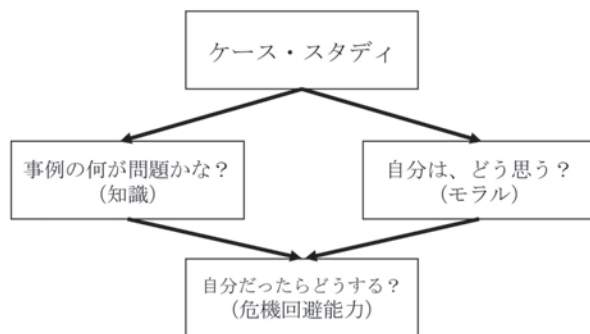 ケース・スタディ
事例の何が問題かな？
（知識）
自分は、どう思う？
（モラル）
自分だったらどうする？
（危機回避能力）